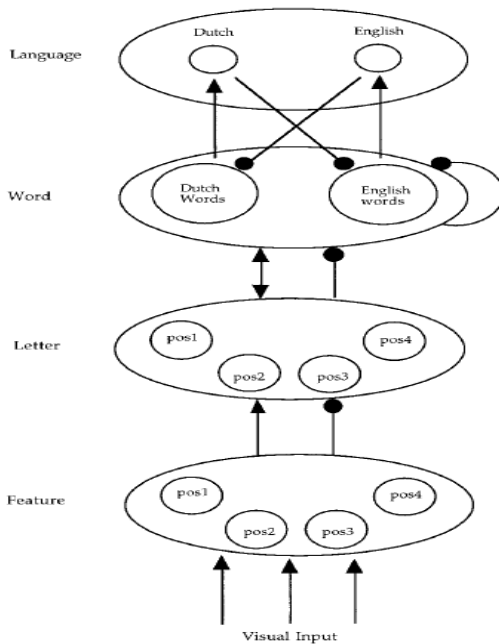 Dutch
English
Language
Dutch
Words
English
words
Word
pos1
pos4
Letter
pos2
pos3
pos1
pos4
Feature
pos2
pos3
Visual Input